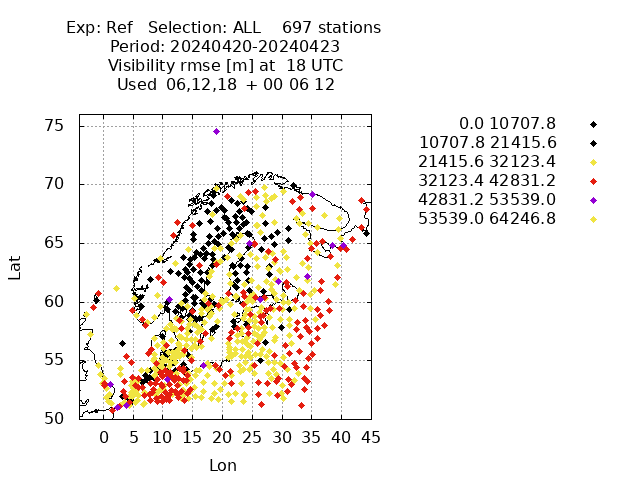 Exp: Ref Selection: ALL 697 stations
Period: 20240420-20240423
Visibility rmse [m] at 18 UTC
Used 06,12,18 + 00 06 12
0.0 10707.8
10707.8 21415.6
21415.6 32123.4
32123.4 42831.2
42831.2 53539.0
53539.0 64246.8
75
70
65
60
55
50
Lat
0 5 10 15 20 25 30 35 40 45
Lon